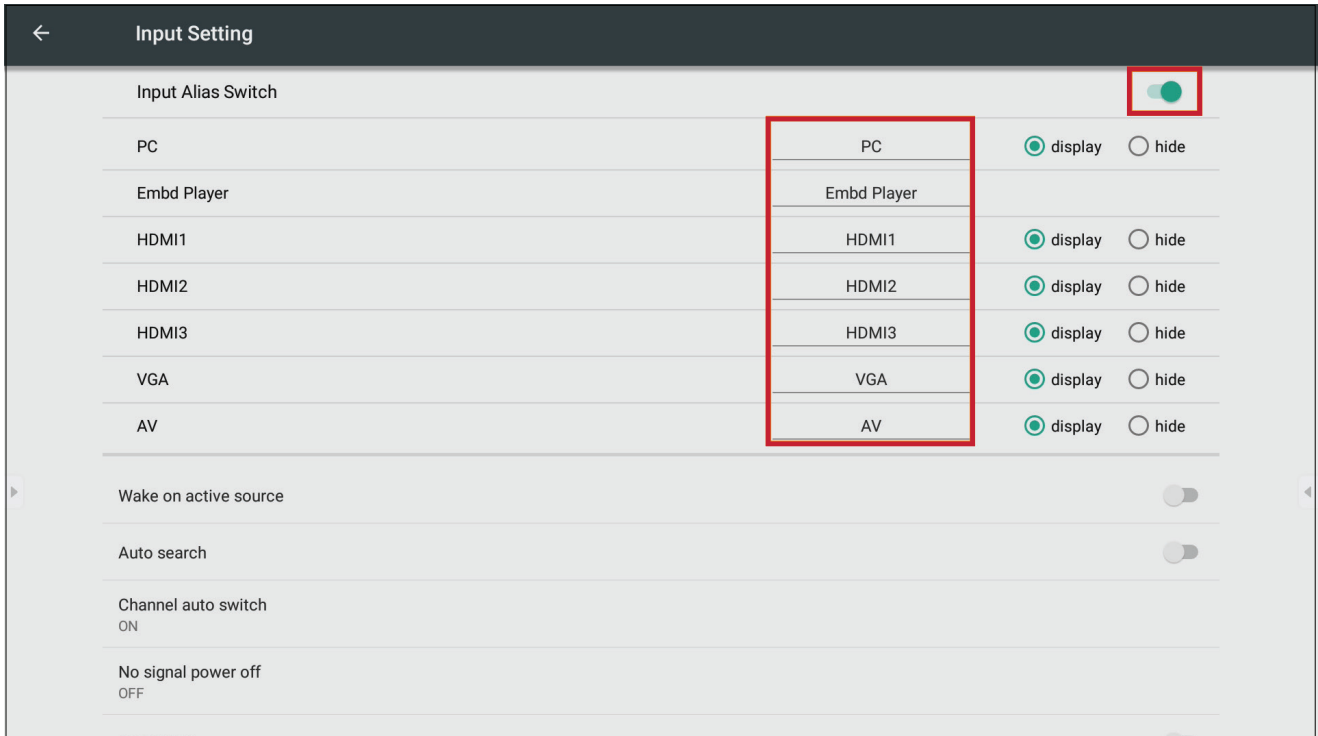 Input Setting
Input Alias Switch
PC PC display hide
Embd Player Embd Player
HDMI1 HDMI1 display hide
HDMI2 HDMI2 display hide
HDMI3 HDMI3 display hide
VGA VGA display hide
AV AV display hide
Wake on active source
Auto search
Channel auto switch
ON
No signal power off
OFF